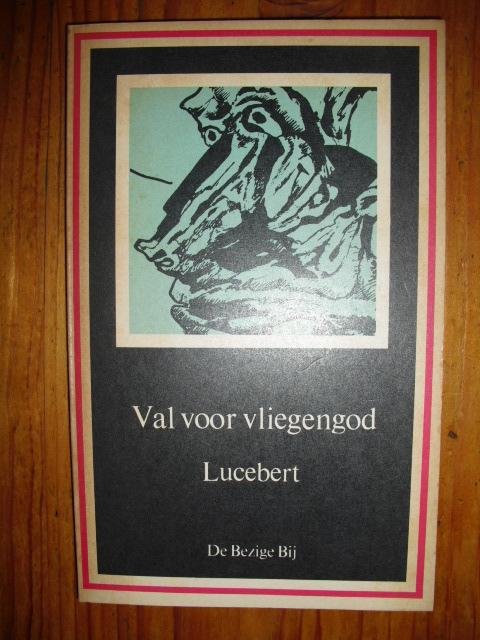 Val voor vliegengod
Lucebert
De Bezige Bij